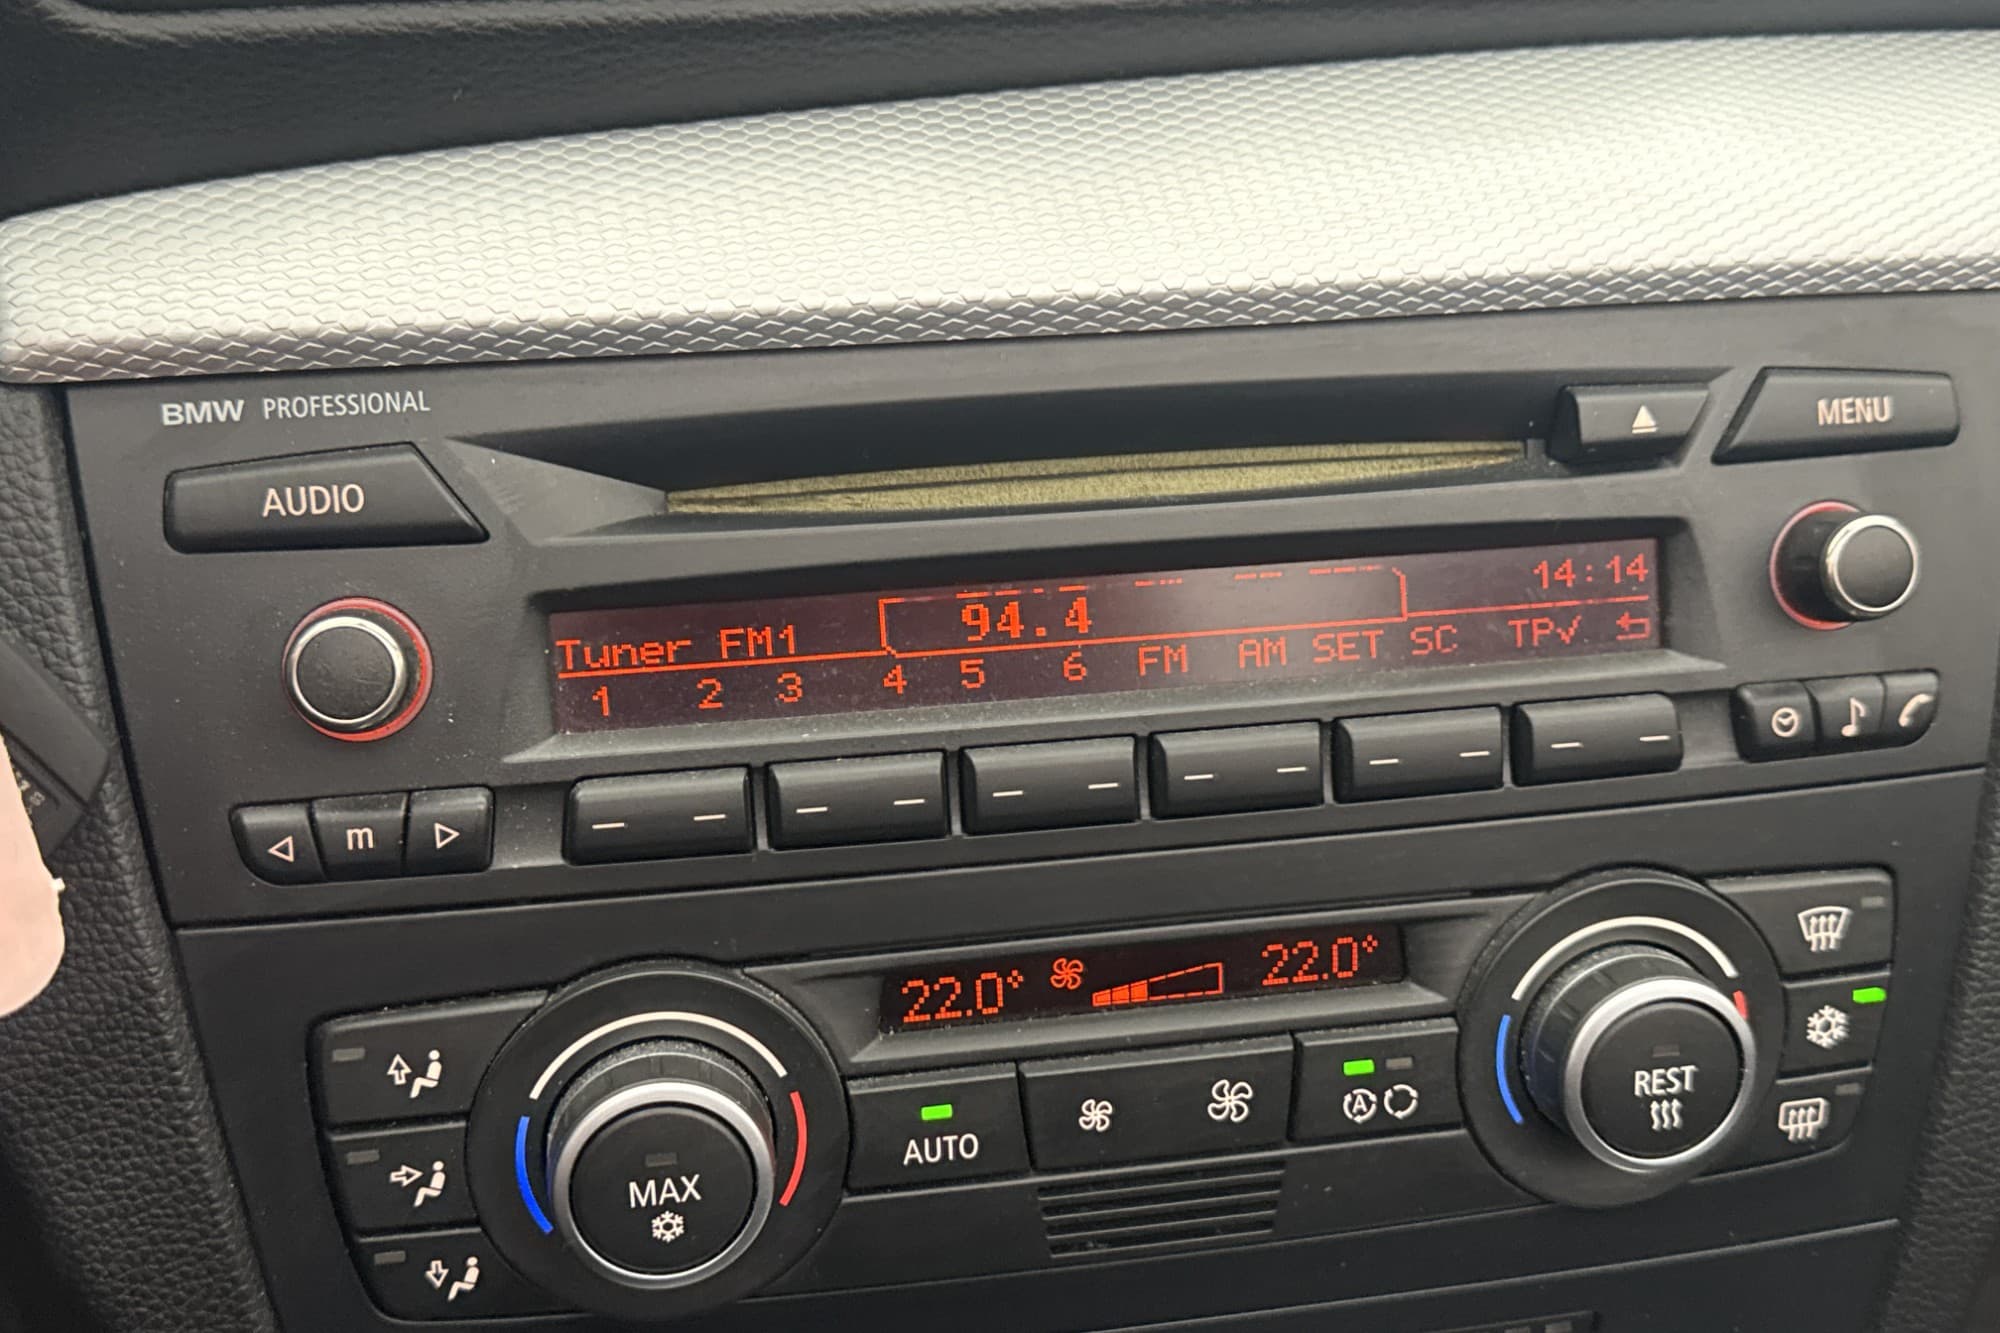 BMW PROFESSIONAL
MENU
AUDIO
14:14
94.4
Tuner FM1
1 2 3 4 5 6 FM AM SET SC TP√
m
22.0° 22.0°
AUTO
A
MAX
REST